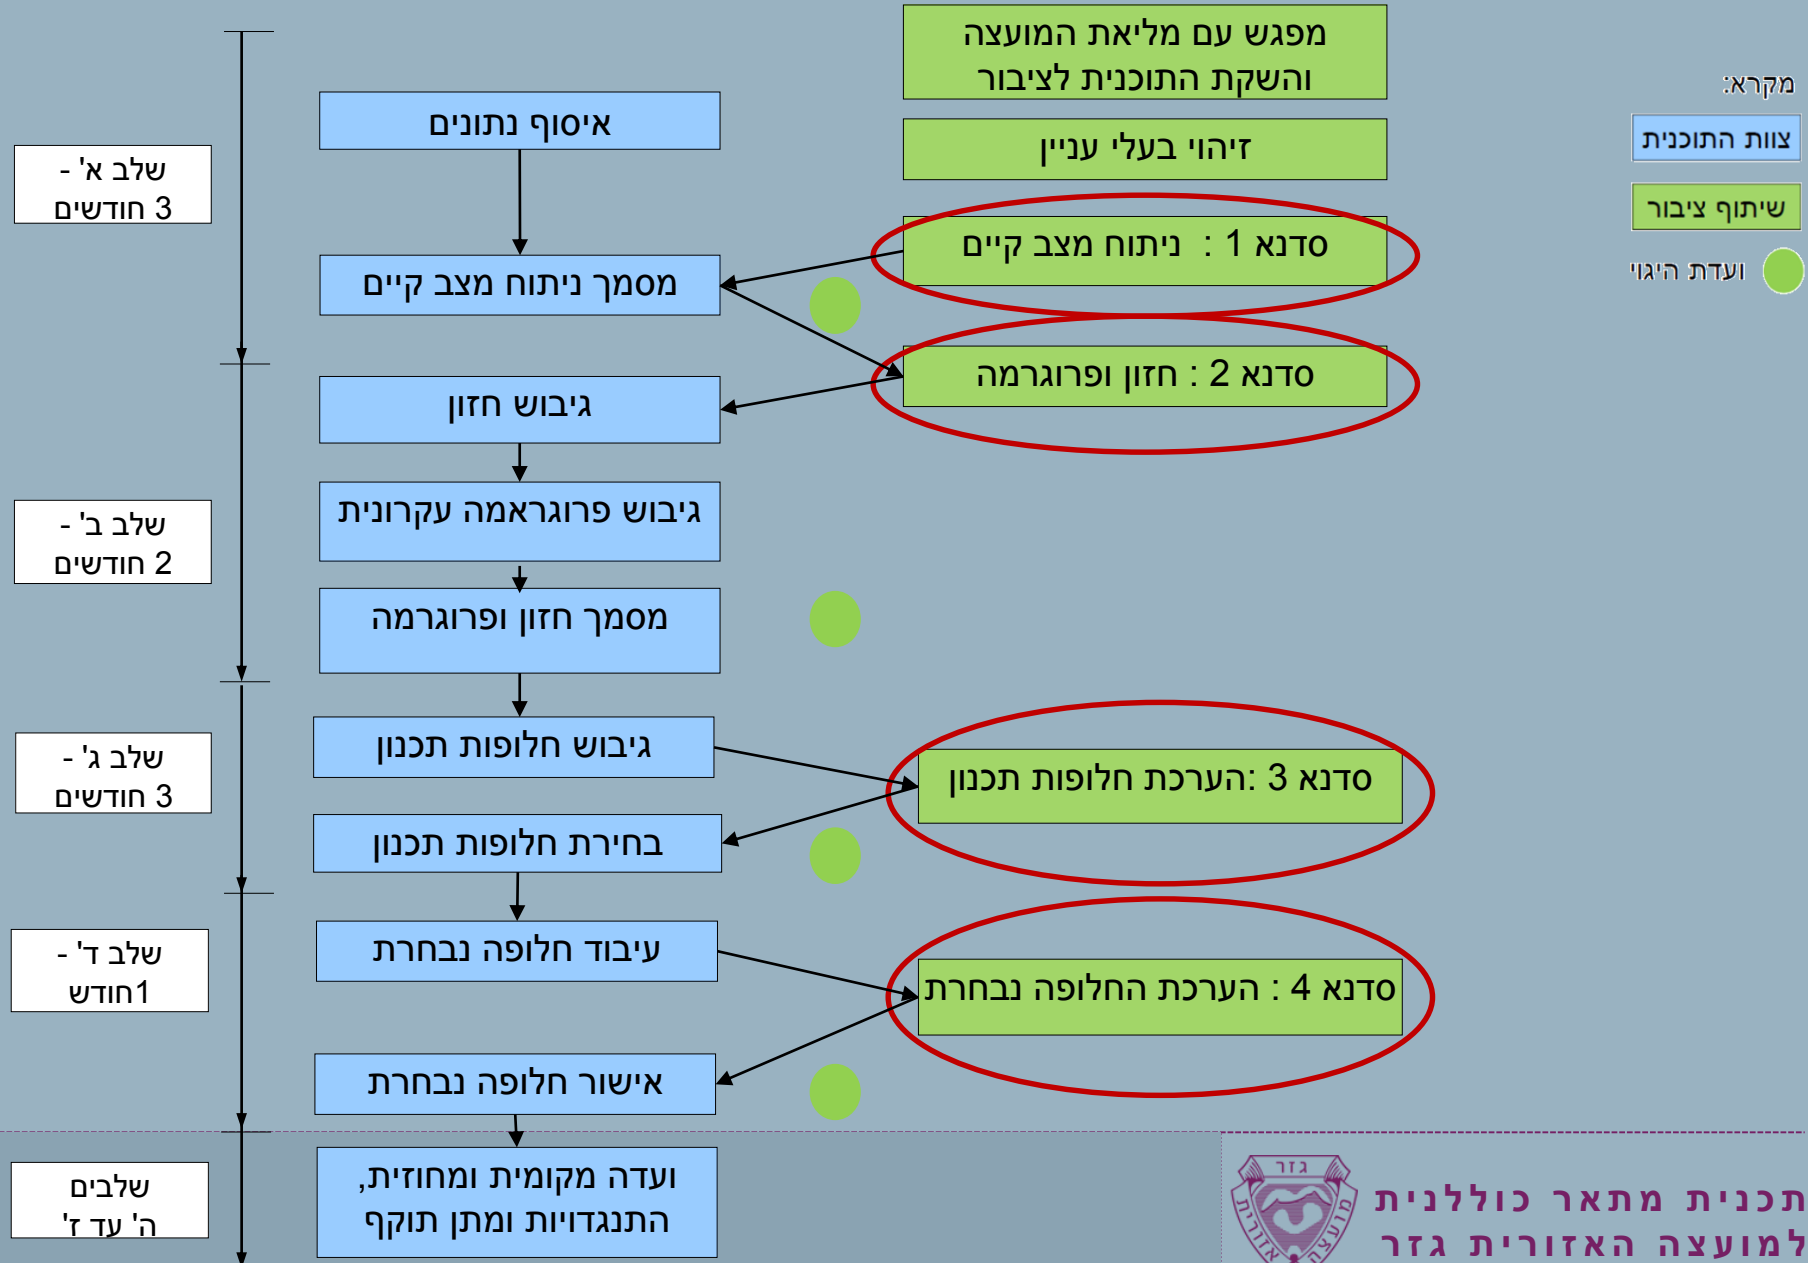 מפגש עם מליאת המועצה
והשקת התוכנית לציבור
מקרא:
צוות התוכנית
שיתוף ציבור
ועדת היגוי
איסוף נתונים
זיהוי בעלי עניין
שלב א' -
3 חודשים
סדנא 1 : ניתוח מצב קיים
מסמך ניתוח מצב קיים
סדנא 2 : חזון ופרוגרמה
גיבוש חזון
שלב ב' -
2 חודשים
גיבוש פרוגראמה עקרונית
מסמך חזון ופרוגרמה
שלב ג' -
3 חודשים
גיבוש חלופות תכנון
סדנא 3 :הערכת חלופות תכנון
בחירת חלופות תכנון
שלב ד' -
1חודש
עיבוד חלופה נבחרת
סדנא 4 : הערכת החלופה נבחרת
אישור חלופה נבחרת
שלבים
ה' עד ז'
ועדה מקומית ומחוזית,
התנגדויות ומתן תוקף
גזר
מועצה אזורית
תכנית מתאר כוללנית
למועצה האזורית גזר